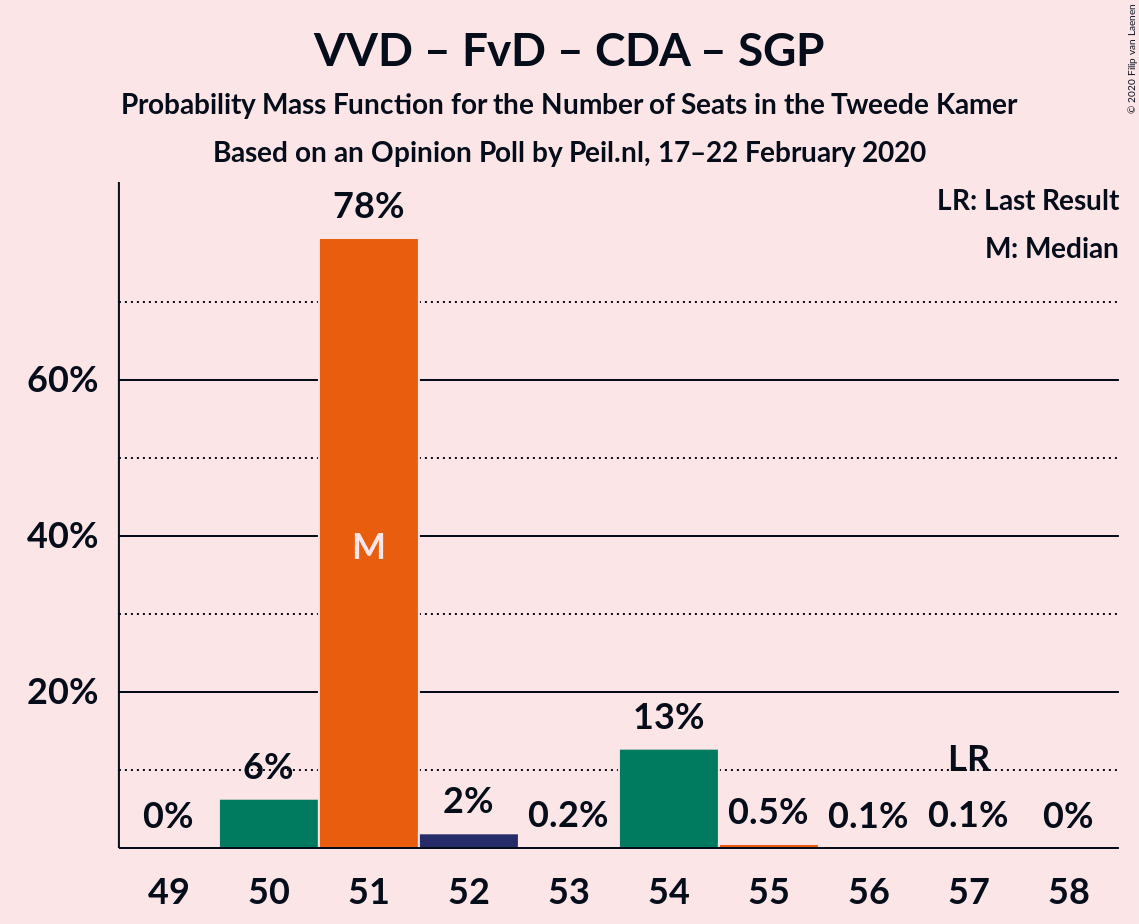 VVD – FvD – CDA – SGP
Probability Mass Function for the Number of Seats in the Tweede Kamer
Based on an Opinion Poll by Peil.nl, 17–22 February 2020
© 2020 Filip van Laenen
LR: Last Result
M: Median
78%
60%
40%
M
20%
13%
LR
6%
0%
2%
0.2%
0.5%
0.1%
0.1%
0%
49 50 51 52 53 54 55 56 57 58